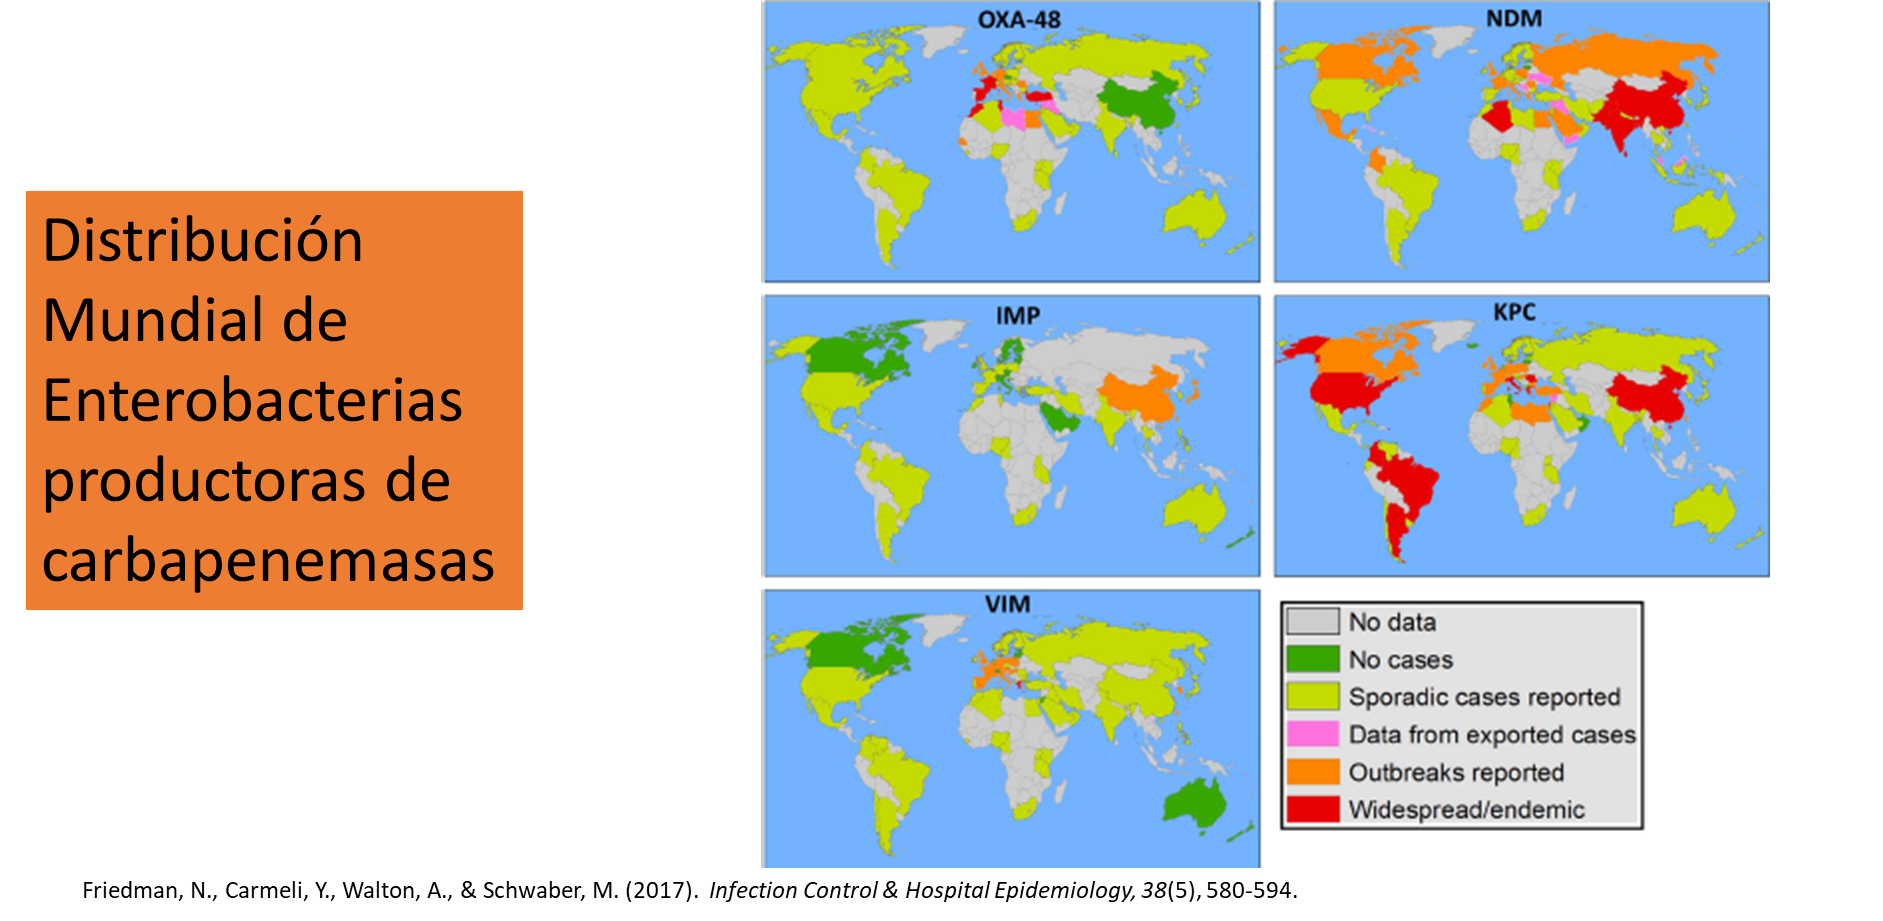 Distribución
Mundial de
Enterobacterias
productoras de
carbapenemasas
OXA-48
NDM
IMP
KPC
VIM
No data
No cases
Sporadic cases reported
Data from exported cases
Outbreaks reported
Widespread/endemic
Friedman, N., Carmeli, Y., Walton, A., & Schwaber, M. (2017). Infection Control & Hospital Epidemiology, 38(5), 580-594.